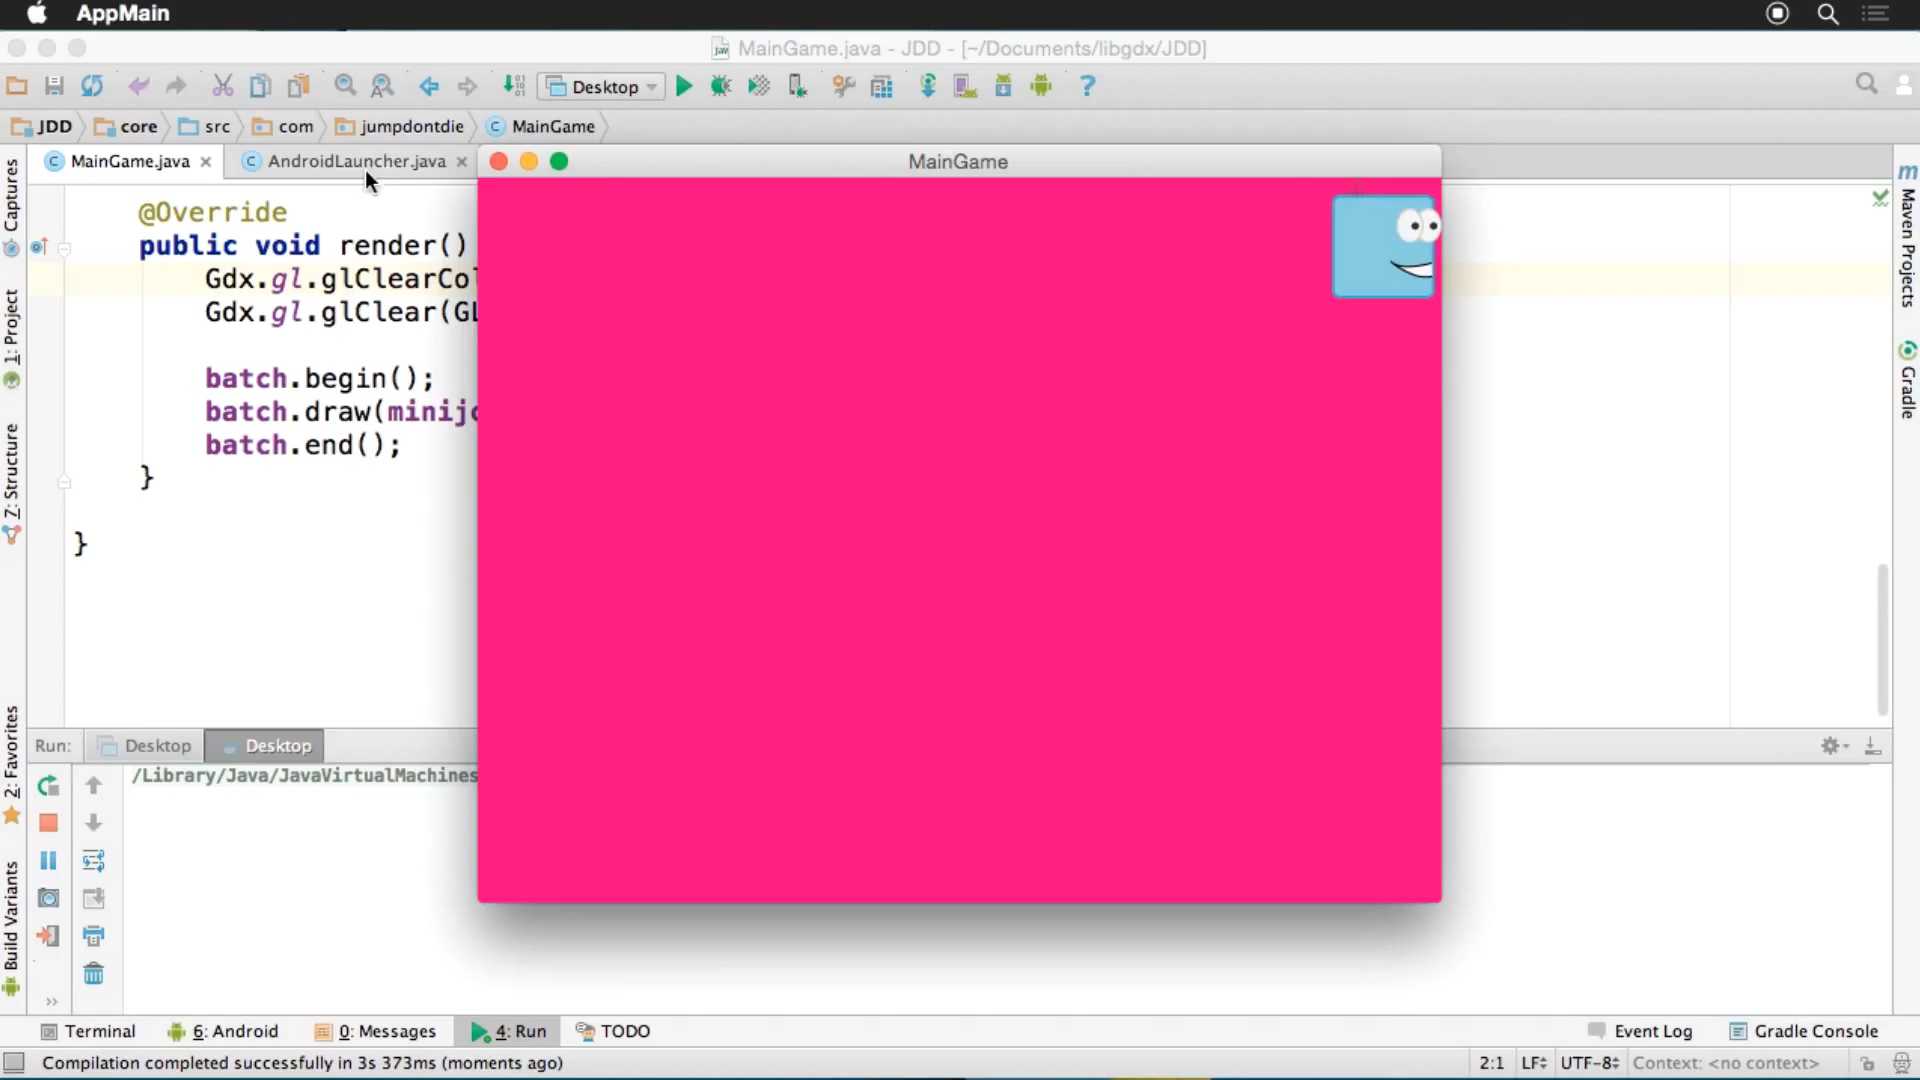 AppMain
MainGame.java - JDD - [~/Documents/libgdx/JDD]
Desktop
JDD core src com jumpdontdie MainGame
MainGame.java AndroidLauncher.java
MainGame
@Override
public void render()
Gdx.gl.glClearCo
Gdx.gl.glClear(GL
batch.begin();
batch.draw(minijo
batch.end();
}
}
Captures
1: Project
7: Structure
2: Favorites
Build Variants
Maven Projects
Gradle
Run: Desktop Desktop
/Library/Java/JavaVirtualMachines
Terminal 6: Android 0: Messages 4: Run TODO Event Log Gradle Console
Compilation completed successfully in 3s 373ms (moments ago) 2:1 LF UTF-8 Context: <no context>